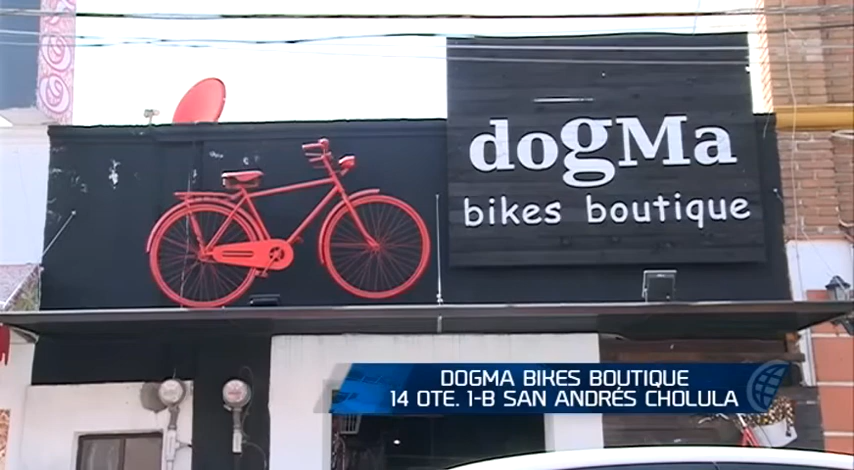 dogMa
bikes boutique
DOGMA BIKES BOUTIQUE
14 OTE. 1-B SAN ANDRÉS CHOLULA